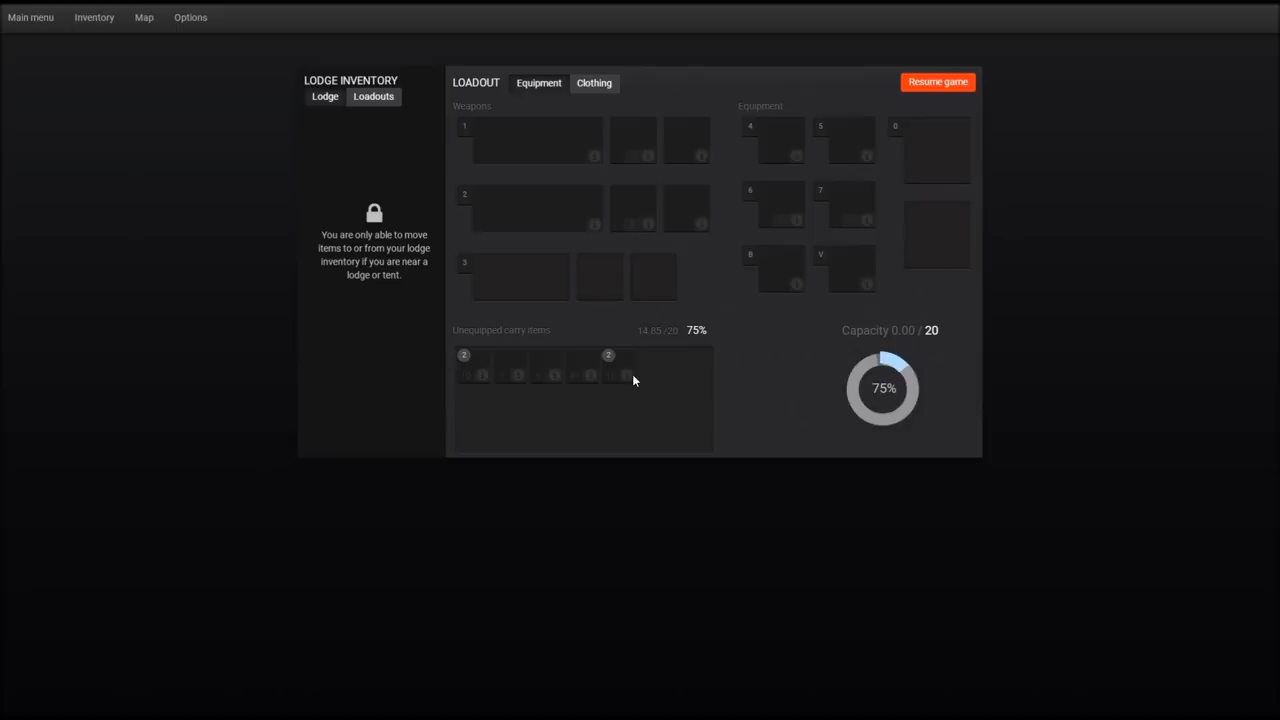 Main menu Inventory Map Options
LODGE INVENTORY
Lodge Loadouts
You are only able to move
items to or from your lodge
inventory if you are near a
lodge or tent.
LOADOUT Equipment Clothing Resume game
Weapons
1
2
3
Equipment
4 5 0
6 7
8 V
Unequipped carry items 14.85 /20 75%
2 2
Capacity 0.00 / 20
75%